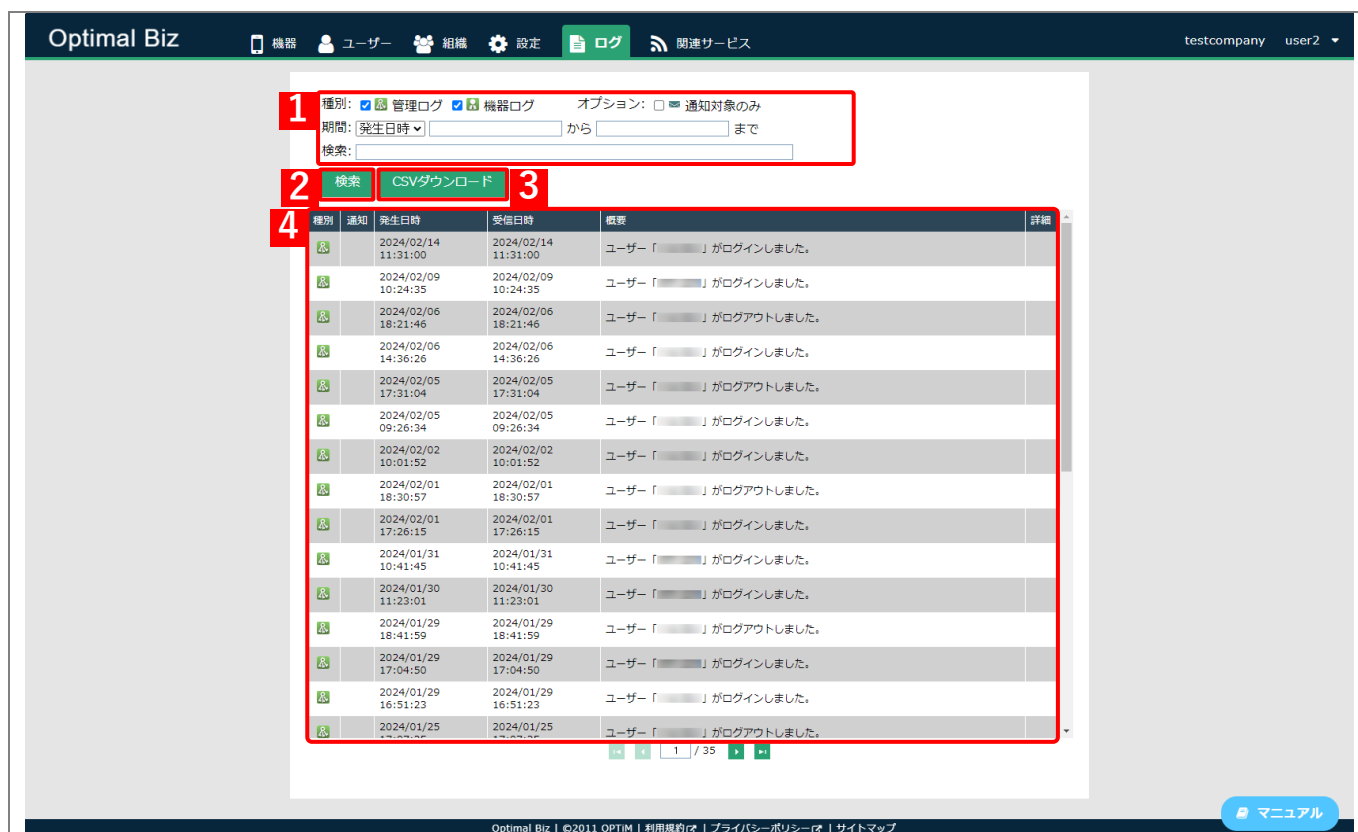 Optimal Biz 機器 ユーザー 組織 設定 ログ 関連サービス testcompany user2
1 種別: 管理ログ 機器ログ オプション: 通知対象のみ
期間: 発生日時 から まで
検索:
2 検索 CSVダウンロード 3
4 種別 通知 発生日時 受信日時 概要 詳細
2024/02/14 11:31:00 2024/02/14 11:31:00 ユーザー「 」がログインしました。
2024/02/09 10:24:35 2024/02/09 10:24:35 ユーザー「 」がログインしました。
2024/02/06 18:21:46 2024/02/06 18:21:46 ユーザー「 」がログアウトしました。
2024/02/06 14:36:26 2024/02/06 14:36:26 ユーザー「 」がログインしました。
2024/02/05 17:31:04 2024/02/05 17:31:04 ユーザー「 」がログアウトしました。
2024/02/05 09:26:34 2024/02/05 09:26:34 ユーザー「 」がログインしました。
2024/02/02 10:01:52 2024/02/02 10:01:52 ユーザー「 」がログインしました。
2024/02/01 18:30:57 2024/02/01 18:30:57 ユーザー「 」がログアウトしました。
2024/02/01 17:26:15 2024/02/01 17:26:15 ユーザー「 」がログインしました。
2024/01/31 10:41:45 2024/01/31 10:41:45 ユーザー「 」がログインしました。
2024/01/30 11:23:01 2024/01/30 11:23:01 ユーザー「 」がログインしました。
2024/01/29 18:41:59 2024/01/29 18:41:59 ユーザー「 」がログアウトしました。
2024/01/29 17:04:50 2024/01/29 17:04:50 ユーザー「 」がログインしました。
2024/01/29 16:51:23 2024/01/29 16:51:23 ユーザー「 」がログインしました。
2024/01/25 2024/01/25 ユーザー「 」がログアウトしました。
1 / 35
マニュアル
Optimal Biz | ©2011 OPTiM | 利用規約 | プライバシーポリシー | サイトマップ